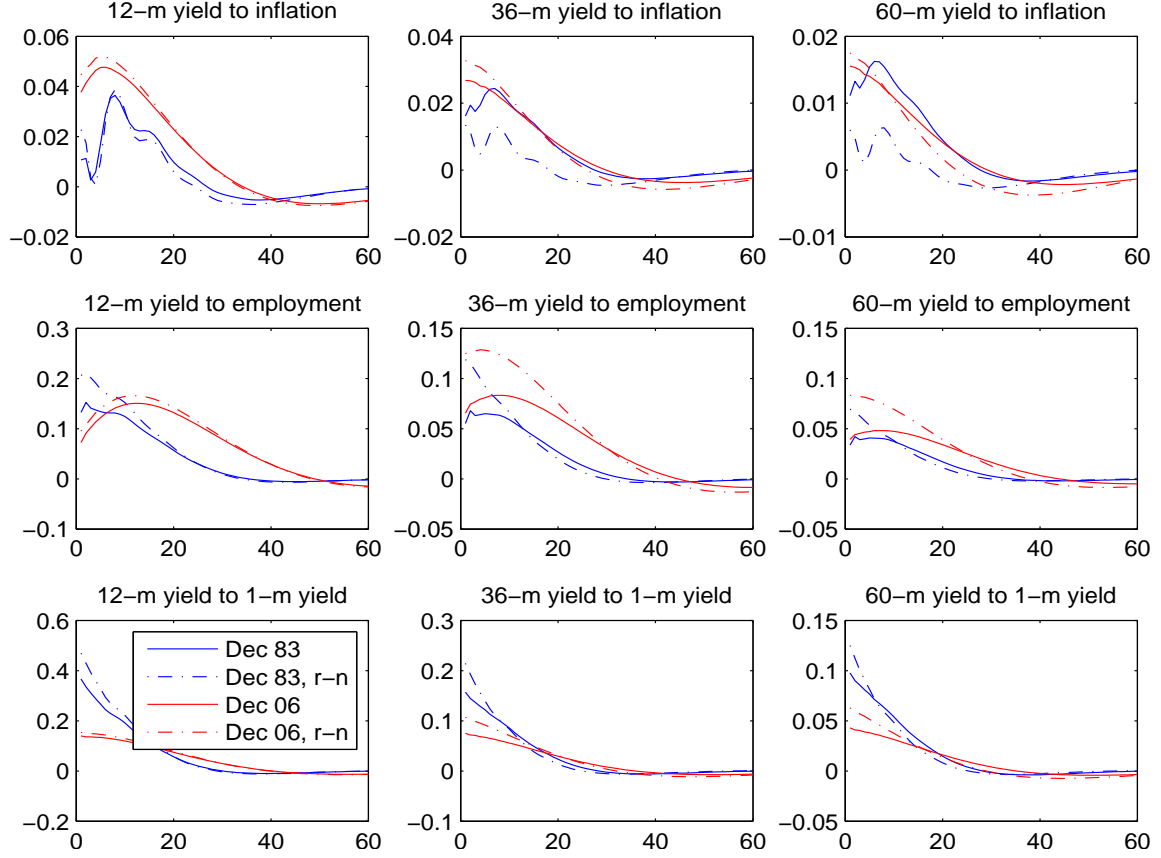 12−m yield to inflation
36−m yield to inflation
60−m yield to inflation
0.06
0.04
0.02
0
−0.02
0 20 40 60
0.04
0.02
0
−0.02
0 20 40 60
0.02
0.01
0
−0.01
0 20 40 60
12−m yield to employment
36−m yield to employment
60−m yield to employment
0.3
0.2
0.1
0
−0.1
0 20 40 60
0.15
0.1
0.05
0
−0.05
0 20 40 60
0.15
0.1
0.05
0
−0.05
0 20 40 60
12−m yield to 1−m yield
36−m yield to 1−m yield
60−m yield to 1−m yield
0.6
0.4
0.2
0
−0.2
0 20 40 60
Dec 83
Dec 83, r−n
Dec 06
Dec 06, r−n
0.3
0.2
0.1
0
−0.1
0 20 40 60
0.15
0.1
0.05
0
−0.05
0 20 40 60